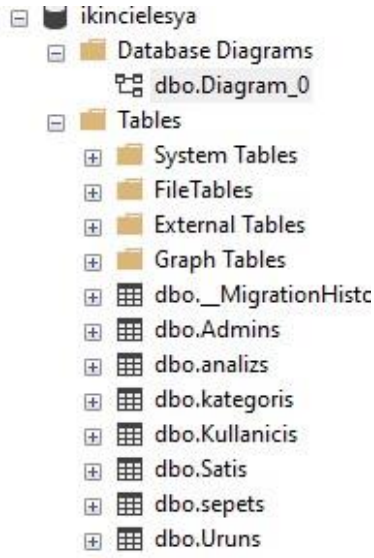 ikincielesya
Database Diagrams
dbo.Diagram_0
Tables
System Tables
FileTables
External Tables
Graph Tables
dbo.__MigrationHisto
dbo.Admins
dbo.analizs
dbo.kategoris
dbo.Kullanicis
dbo.Satis
dbo.sepets
dbo.Uruns